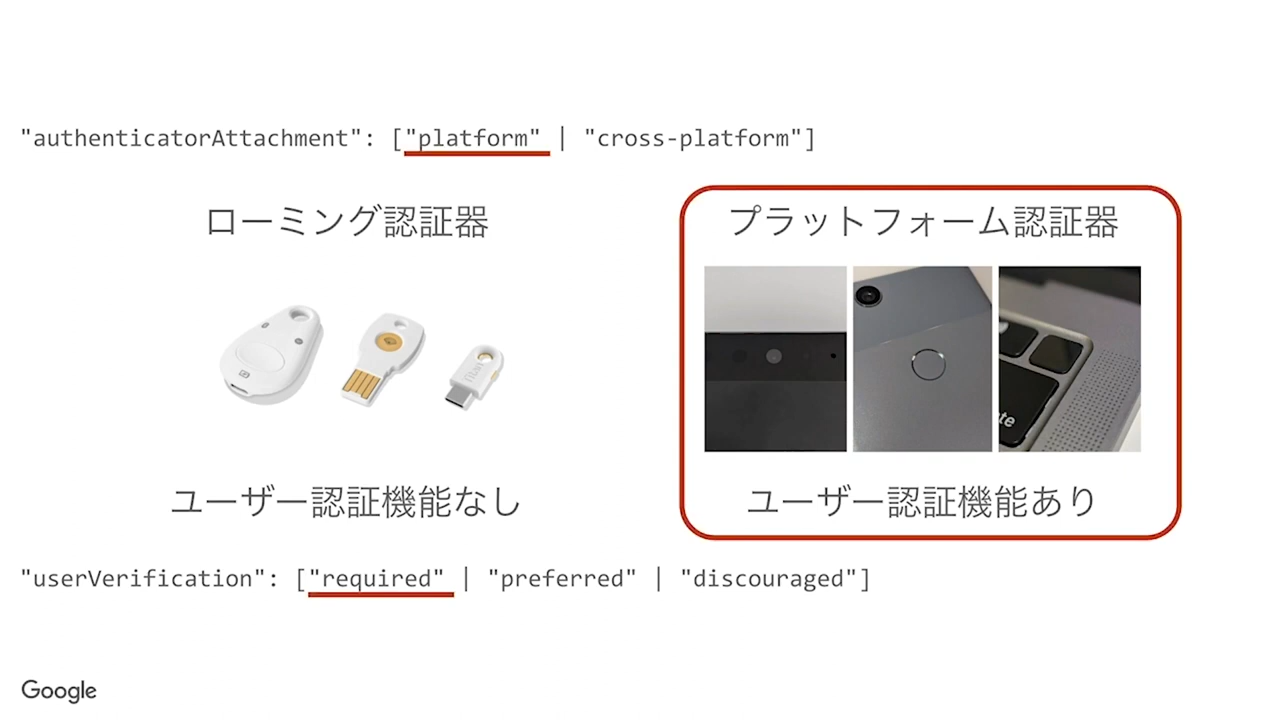 "authenticatorAttachment": ["platform" | "cross-platform"]
ローミング認証器
プラットフォーム認証器
ユーザー認証機能なし
ユーザー認証機能あり
"userVerification": ["required" | "preferred" | "discouraged"]
Google